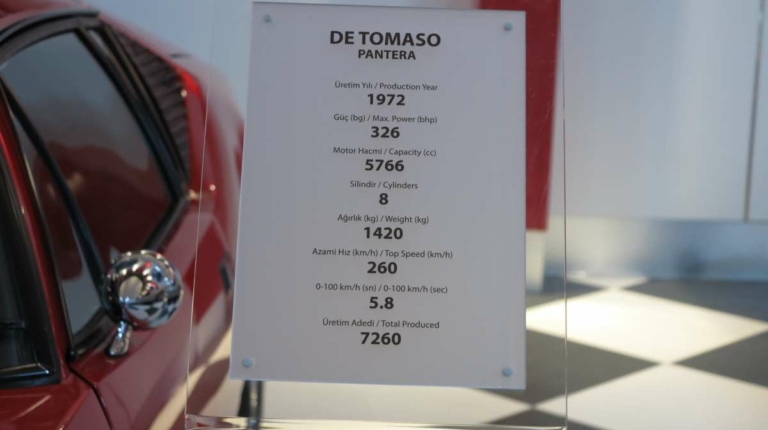 DE TOMASO
PANTERA
Üretim Yılı / Production Year
1972
Güç (bg) / Max. Power (bhp)
326
Motor Hacmi / Capacity (cc)
5766
Silindir / Cylinders
8
Ağırlık (kg) / Weight (kg)
1420
Azami Hız (km/h) / Top Speed (km/h)
260
0-100 km/h (sn) / 0-100 km/h (sec)
5.8
Üretim Adedi / Total Produced
7260